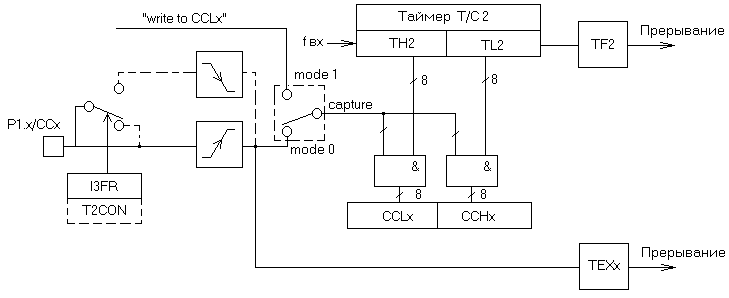 Таймер Т/С 2
Прерывание
"write to CCLx"
f вх
TH2
TL2
TF2
mode 1
8
8
capture
P1.x/CCx
mode 0
&
&
I3FR
8
8
T2CON
CCLx
CCHx
Прерывание
TEXx